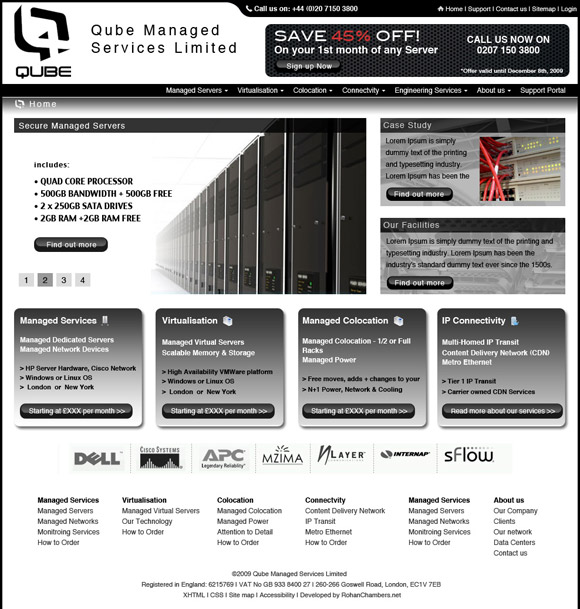 Call us on: +44 (0)20 7150 3800
Home | Support | Contact us | Sitemap | Login
QUBE
Qube Managed
Services Limited
SAVE 45% OFF!
On your 1st month of any Server
Sign up Now
CALL US NOW ON
0207 150 3800
*Offer valid until December 8th, 2009
Managed Servers Virtualisation Colocation Connectvity Engineering Services About us Support Portal
Home
Secure Managed Servers
includes:
• QUAD CORE PROCESSOR
• 500GB BANDWIDTH + 500GB FREE
• 2 x 250GB SATA DRIVES
• 2GB RAM +2GB RAM FREE
Find out more
1 2 3 4
Case Study
Lorem Ipsum is simply
dummy text of the printing
and typesetting industry.
Lorem Ipsum has been the
Find out more
Our Facilities
Lorem Ipsum is simply dummy text of the printing and
typesetting industry. Lorem Ipsum has been the
industry's standard dummy text ever since the 1500s.
Find out more
Managed Services
Managed Dedicated Servers
Managed Network Devices
> HP Server Hardware, Cisco Network
> Windows or Linux OS
> London or New York
Starting at £XXX per month >>
Virtualisation
Managed Virtual Servers
Scalable Memory & Storage
> High Availability VMWare platform
> Windows or Linux OS
> London or New York
Starting at £XXX per month >>
Managed Colocation
Managed Colocation - 1/2 or Full
Racks
Managed Power
> Free moves, adds + changes to your
> N+1 Power, Network & Cooling
Starting at £XXX per month >>
IP Connectivity
Multi-Homed IP Transit
Content Delivery Network (CDN)
Metro Ethernet
> Tier 1 IP Transit
> Carrier owned CDN Services
Read more about our services >>
DELL
CISCO SYSTEMS
APC
Legendary Reliability
MZIMA
NLAYER
INTERNAP
sFlow
Managed Services
Managed Servers
Managed Networks
Monitroing Services
How to Order
Virtualisation
Managed Virtual Servers
Our Technology
How to Order
Colocation
Managed Colocation
Managed Power
Attention to Detail
How to Order
Connectvity
Content Delivery Network
IP Transit
Metro Ethernet
How to Order
Managed Services
Managed Servers
Managed Networks
Monitroing Services
How to Order
About us
Our Company
Clients
Our network
Data Centers
Contact us
©2009 Qube Managed Services Limited
Registered in England: 6215769 I VAT No GB 933 8400 27 I 260-266 Goswell Road, London, EC1V 7EB
XHTML I CSS I Site map I Accessibility I Developed by RohanChambers.net